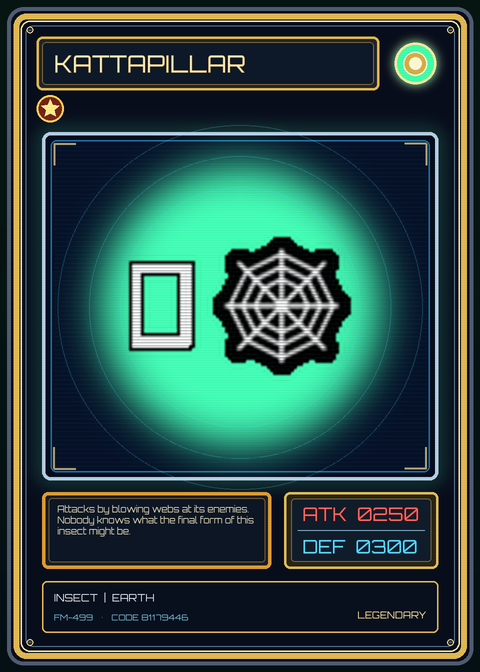 KATTAPILLAR
Attacks by blowing webs at its enemies.
Nobody knows what the final form of this
insect might be.
ATK 0250
DEF 0300
INSECT | EARTH
FM-499 · CODE 81179446
LEGENDARY